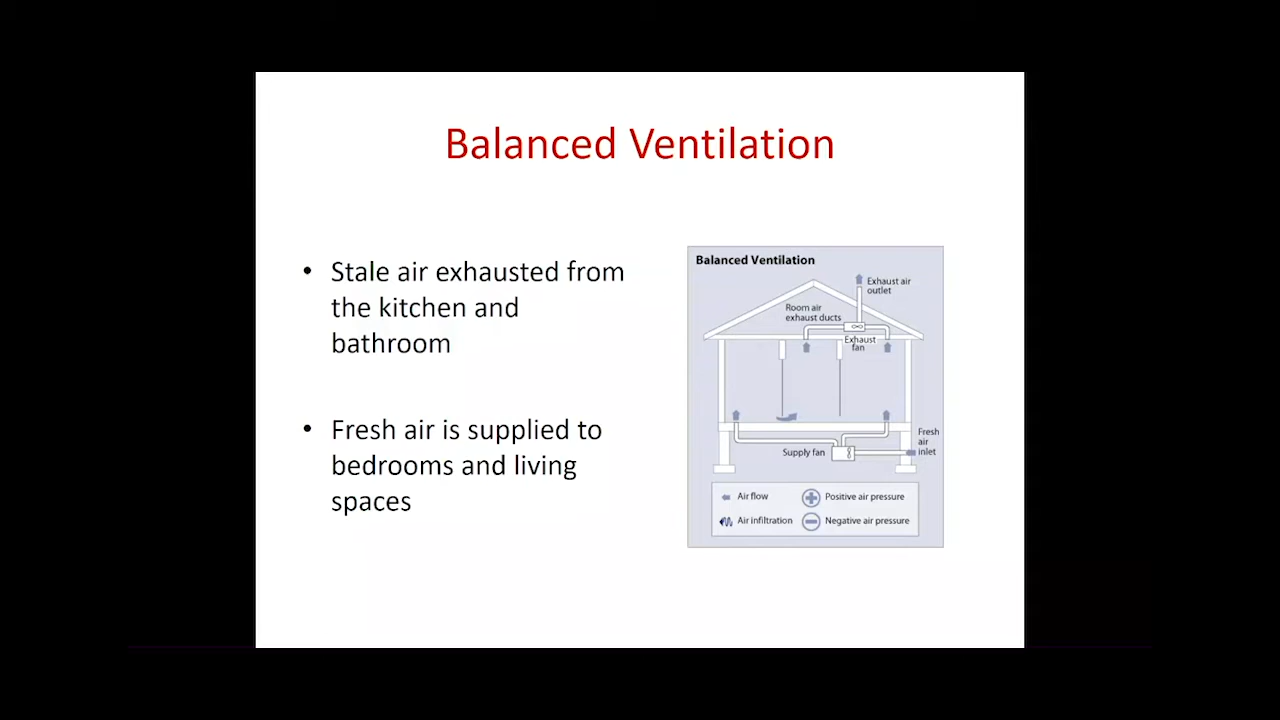 Balanced Ventilation
• Stale air exhausted from
the kitchen and
bathroom
• Fresh air is supplied to
bedrooms and living
spaces
Balanced Ventilation
Exhaust air
outlet
Room air
exhaust ducts
Exhaust
fan
Fresh
air
inlet
Supply fan
Air flow
Positive air pressure
Air infiltration
Negative air pressure